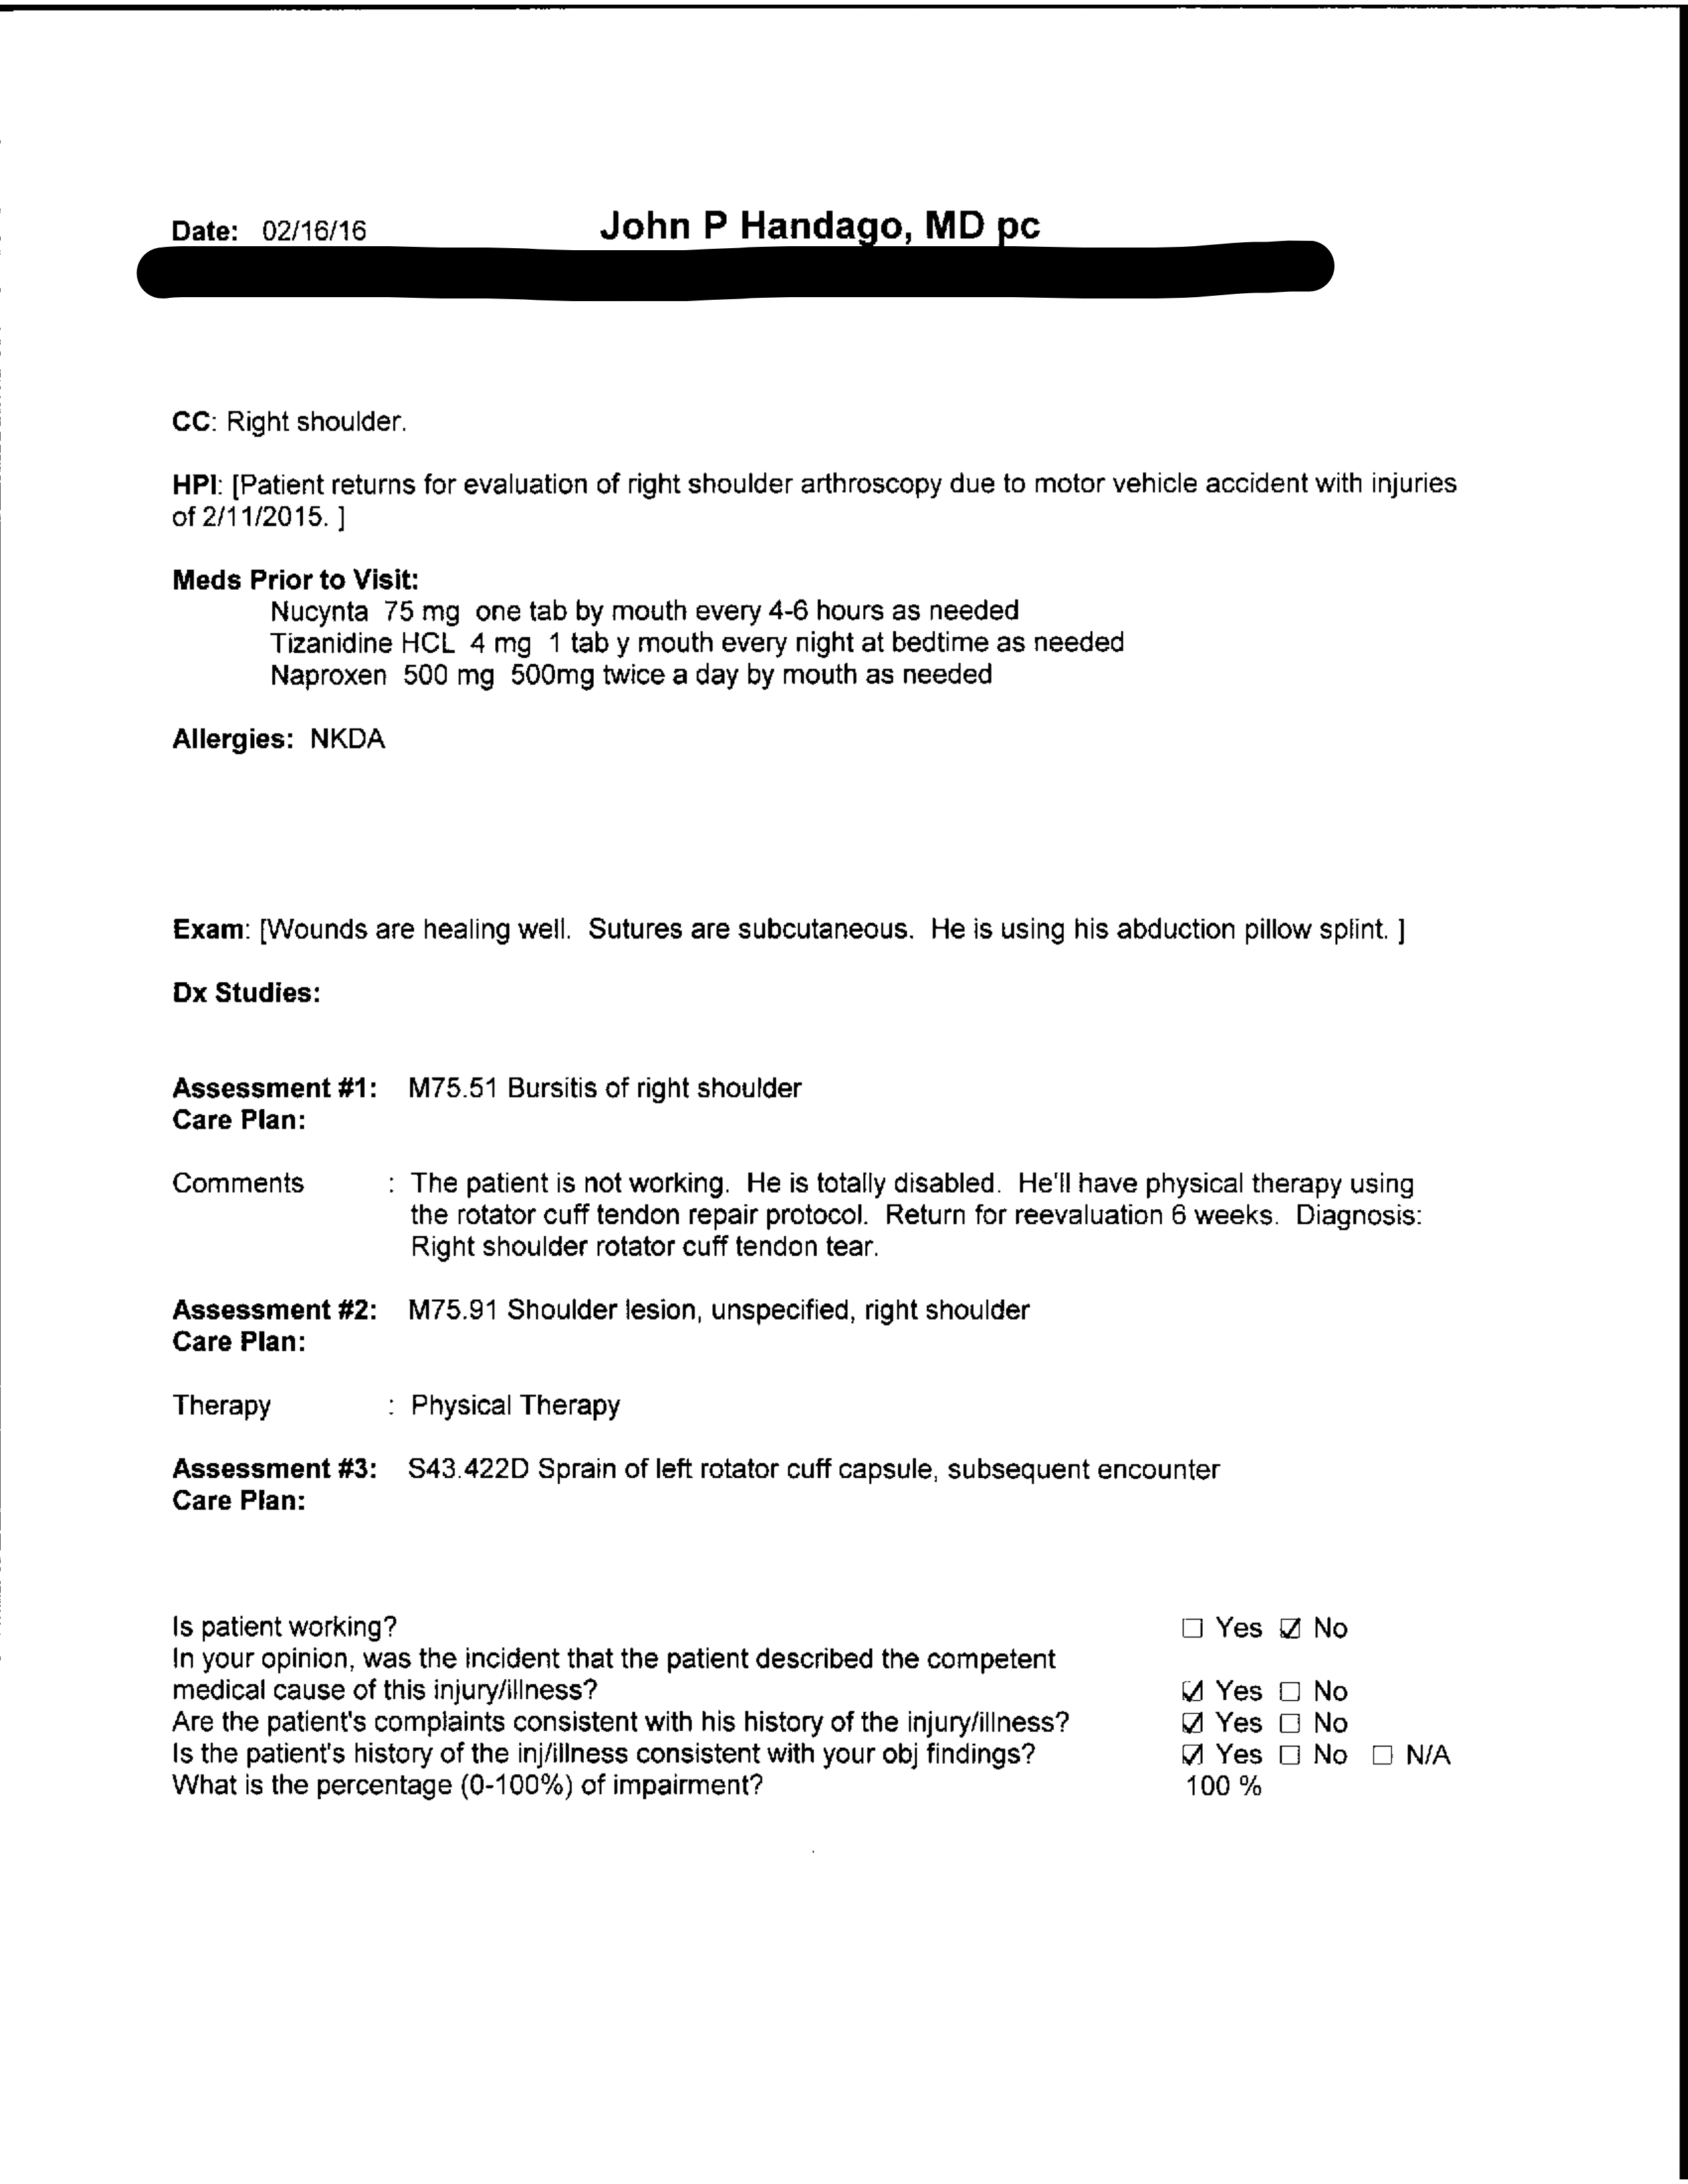 Date: 02/16/16 John P Handago, MD pc
CC: Right shoulder.
HPI: [Patient returns for evaluation of right shoulder arthroscopy due to motor vehicle accident with injuries
of 2/11/2015. ]
Meds Prior to Visit:
Nucynta 75 mg one tab by mouth every 4-6 hours as needed
Tizanidine HCL 4 mg 1 tab y mouth every night at bedtime as needed
Naproxen 500 mg 500mg twice a day by mouth as needed
Allergies: NKDA
Exam: [Wounds are healing well. Sutures are subcutaneous. He is using his abduction pillow splint. ]
Dx Studies:
Assessment #1: M75.51 Bursitis of right shoulder
Care Plan:
Comments : The patient is not working. He is totally disabled. He'll have physical therapy using
the rotator cuff tendon repair protocol. Return for reevaluation 6 weeks. Diagnosis:
Right shoulder rotator cuff tendon tear.
Assessment #2: M75.91 Shoulder lesion, unspecified, right shoulder
Care Plan:
Therapy : Physical Therapy
Assessment #3: S43.422D Sprain of left rotator cuff capsule, subsequent encounter
Care Plan:
Is patient working? ☐ Yes ☑ No
In your opinion, was the incident that the patient described the competent
medical cause of this injury/illness? ☑ Yes ☐ No
Are the patient's complaints consistent with his history of the injury/illness? ☑ Yes ☐ No
Is the patient's history of the inj/illness consistent with your obj findings? ☑ Yes ☐ No ☐ N/A
What is the percentage (0-100%) of impairment? 100 %